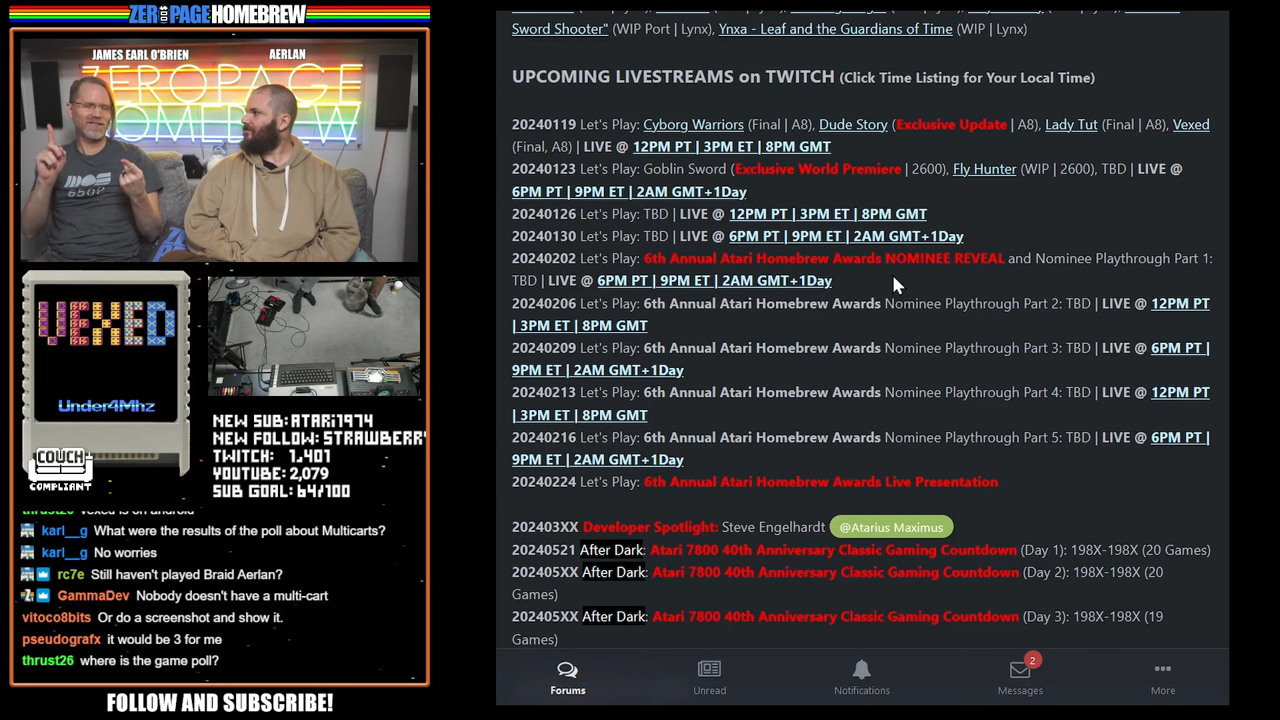 ZERO PAGE HOMEBREW
JAMES EARL O'BRIEN
AERLAN
ZEROPAGE
HOMEBREW
MOS
6502
VEXED
Under4Mhz
COUCH
COMPLIANT
NEW SUB: ATARI1974
NEW FOLLOW: STRAWBERR
TWITCH: 1,401
YOUTUBE: 2,079
SUB GOAL: 64/100
karl__g What were the results of the poll about Multicarts?
karl__g No worries
rc7e Still haven't played Braid Aerlan?
GammaDev Nobody doesn't have a multi-cart
vitoco8bits Or do a screenshot and show it.
pseudografx it would be 3 for me
thrust26 where is the game poll?
FOLLOW AND SUBSCRIBE!
Sword Shooter" (WIP Port | Lynx), Ynxa - Leaf and the Guardians of Time (WIP | Lynx)
UPCOMING LIVESTREAMS on TWITCH (Click Time Listing for Your Local Time)
20240119 Let's Play: Cyborg Warriors (Final | A8), Dude Story (Exclusive Update | A8), Lady Tut (Final | A8), Vexed
(Final, A8) | LIVE @ 12PM PT | 3PM ET | 8PM GMT
20240123 Let's Play: Goblin Sword (Exclusive World Premiere | 2600), Fly Hunter (WIP | 2600), TBD | LIVE @
6PM PT | 9PM ET | 2AM GMT+1Day
20240126 Let's Play: TBD | LIVE @ 12PM PT | 3PM ET | 8PM GMT
20240130 Let's Play: TBD | LIVE @ 6PM PT | 9PM ET | 2AM GMT+1Day
20240202 Let's Play: 6th Annual Atari Homebrew Awards NOMINEE REVEAL and Nominee Playthrough Part 1:
TBD | LIVE @ 6PM PT | 9PM ET | 2AM GMT+1Day
20240206 Let's Play: 6th Annual Atari Homebrew Awards Nominee Playthrough Part 2: TBD | LIVE @ 12PM PT
| 3PM ET | 8PM GMT
20240209 Let's Play: 6th Annual Atari Homebrew Awards Nominee Playthrough Part 3: TBD | LIVE @ 6PM PT |
9PM ET | 2AM GMT+1Day
20240213 Let's Play: 6th Annual Atari Homebrew Awards Nominee Playthrough Part 4: TBD | LIVE @ 12PM PT
| 3PM ET | 8PM GMT
20240216 Let's Play: 6th Annual Atari Homebrew Awards Nominee Playthrough Part 5: TBD | LIVE @ 6PM PT |
9PM ET | 2AM GMT+1Day
20240224 Let's Play: 6th Annual Atari Homebrew Awards Live Presentation
202403XX Developer Spotlight: Steve Engelhardt @Atarius Maximus
20240521 After Dark: Atari 7800 40th Anniversary Classic Gaming Countdown (Day 1): 198X-198X (20 Games)
202405XX After Dark: Atari 7800 40th Anniversary Classic Gaming Countdown (Day 2): 198X-198X (20
Games)
202405XX After Dark: Atari 7800 40th Anniversary Classic Gaming Countdown (Day 3): 198X-198X (19
Games)
2
Forums
Unread
Notifications
Messages
More